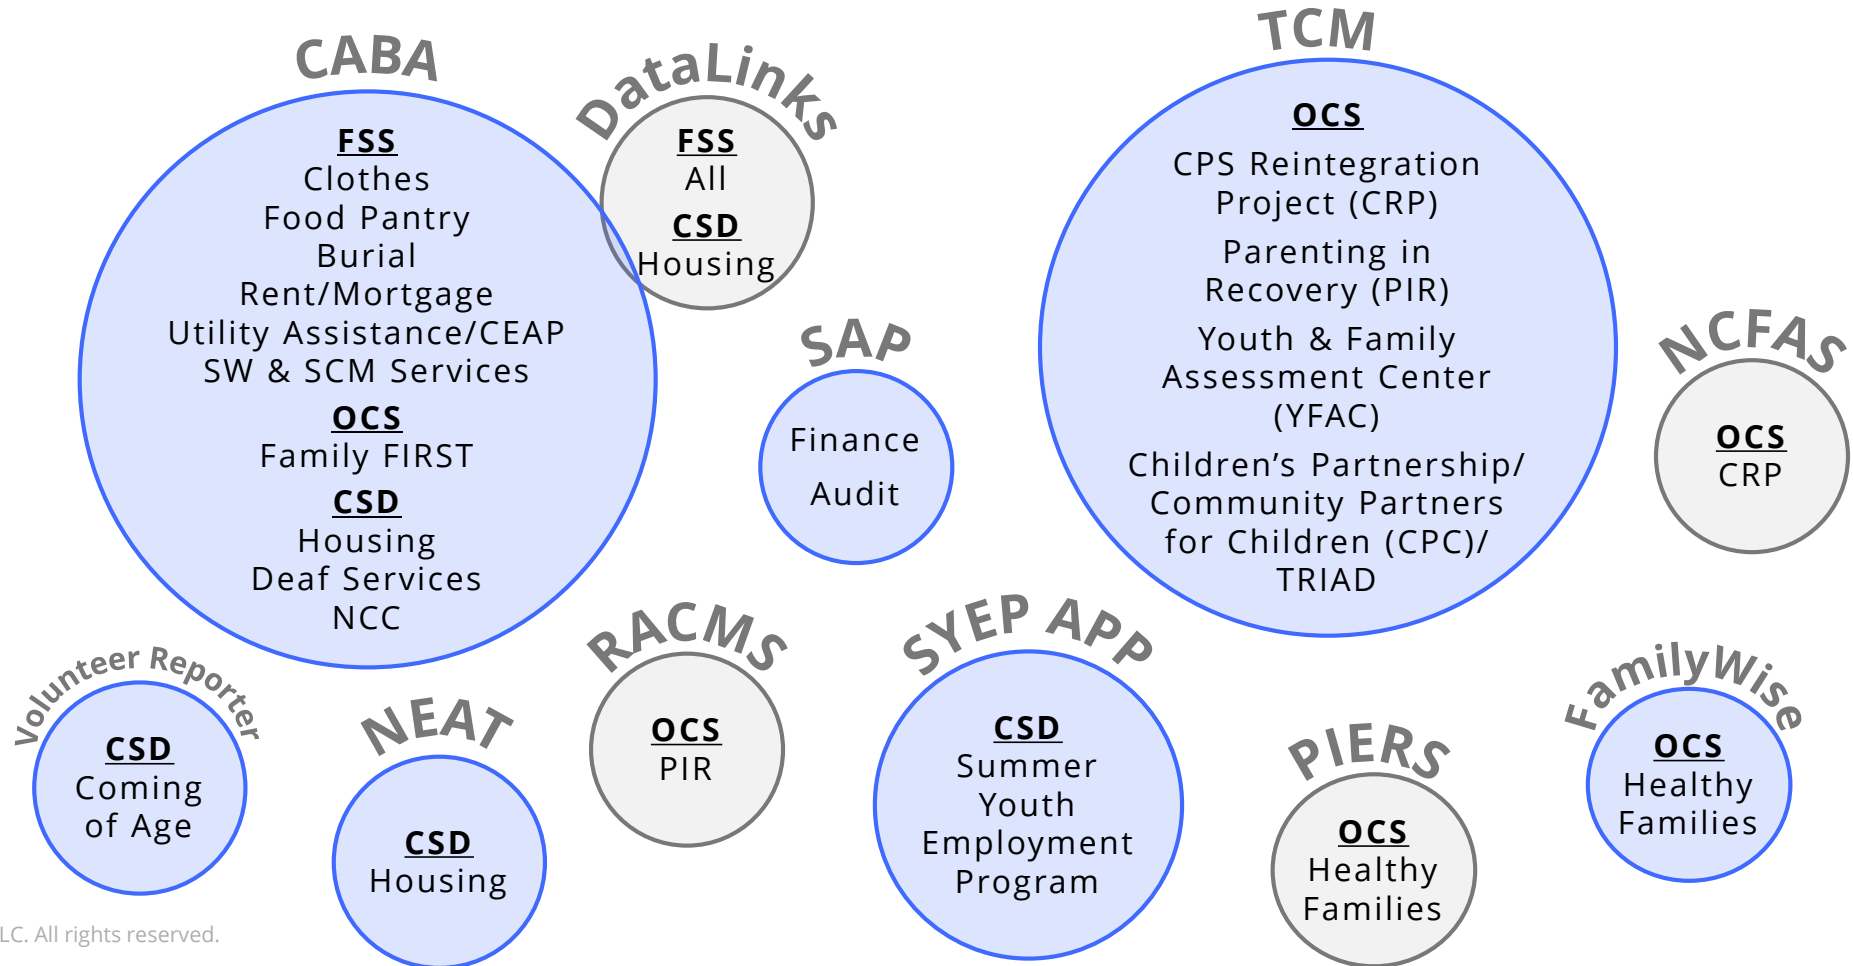 CABA
FSS
Clothes
Food Pantry
Burial
Rent/Mortgage
Utility Assistance/CEAP
SW & SCM Services
OCS
Family FIRST
CSD
Housing
Deaf Services
NCC
DataLinks
FSS
All
CSD
Housing
SAP
Finance
Audit
TCM
OCS
CPS Reintegration
Project (CRP)
Parenting in
Recovery (PIR)
Youth & Family
Assessment Center
(YFAC)
Children’s Partnership/
Community Partners
for Children (CPC)/
TRIAD
NCFAS
OCS
CRP
Volunteer Reporter
CSD
Coming
of Age
NEAT
CSD
Housing
RACMS
OCS
PIR
SYEP APP
CSD
Summer
Youth
Employment
Program
PIERS
OCS
Healthy
Families
FamilyWise
OCS
Healthy
Families
LC. All rights reserved.